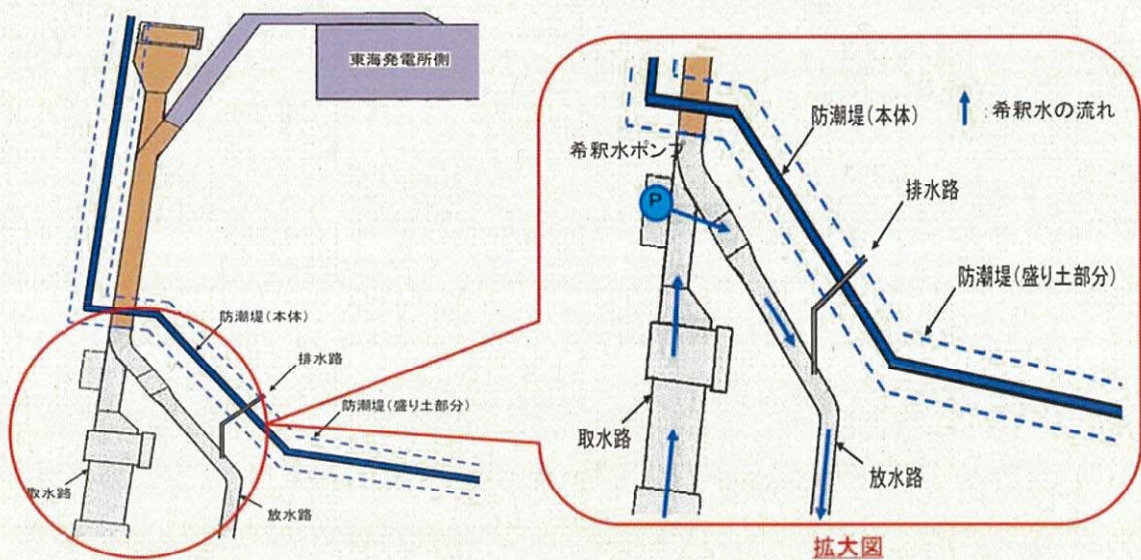 東海発電所側
防潮堤(本体)
排水路
防潮堤(盛り土部分)
取水路
放水路
防潮堤(本体)
希釈水の流れ
希釈水ポンプ
P
排水路
防潮堤(盛り土部分)
取水路
放水路
拡大図